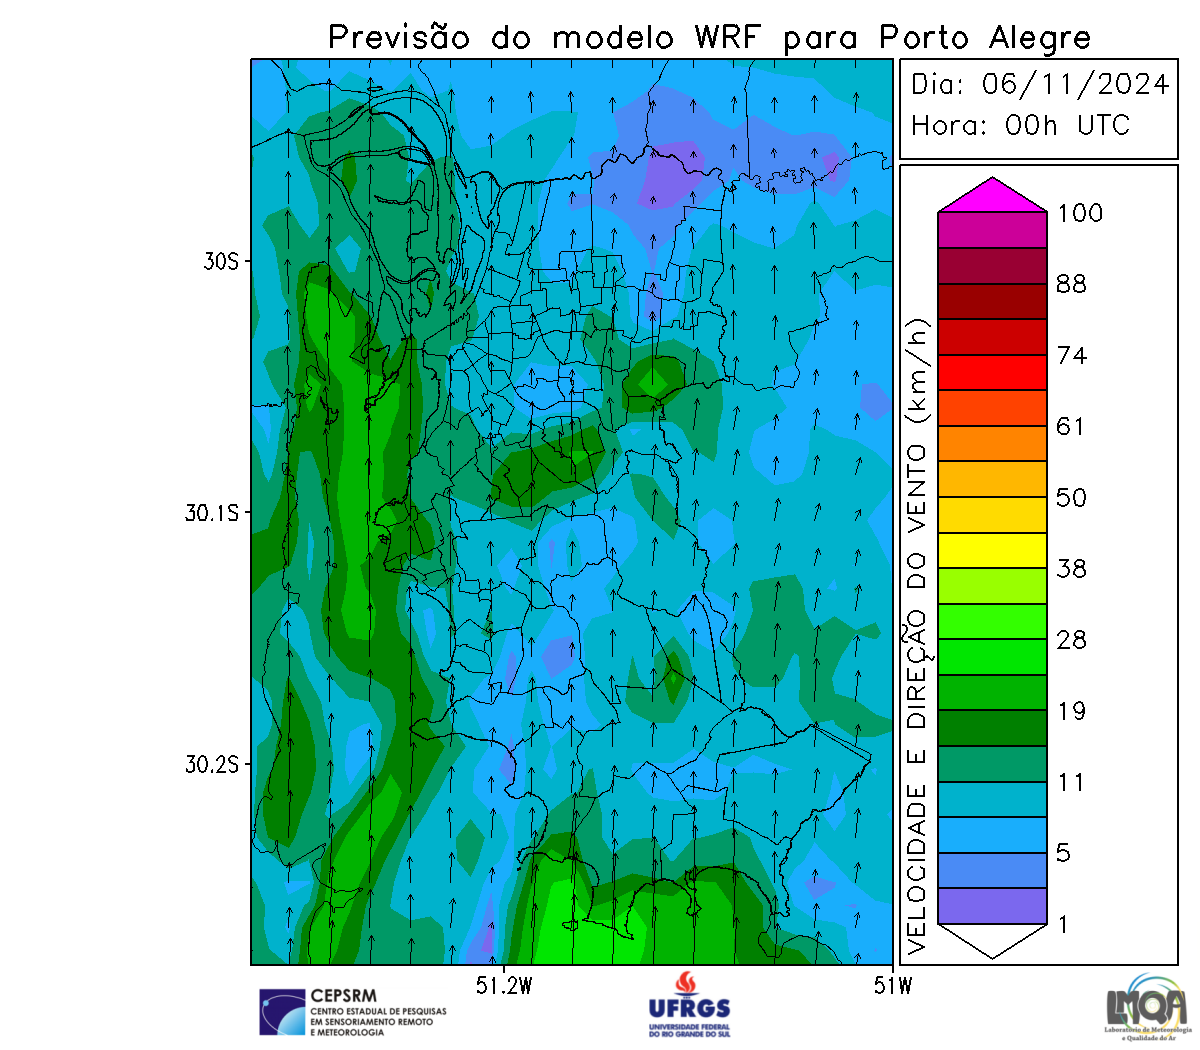 Previsão do modelo WRF para Porto Alegre
Dia: 06/11/2024
Hora: 00h UTC
100
88
74
61
50
38
28
19
11
5
1
VELOCIDADE E DIREÇÃO DO VENTO (km/h)
30S
30.1S
30.2S
51.2W
51W
CEPSRM
CENTRO ESTADUAL DE PESQUISAS
EM SENSORIAMENTO REMOTO
E METEOROLOGIA
UFRGS
UNIVERSIDADE FEDERAL
DO RIO GRANDE DO SUL
LMQA
Laboratório de Meteorologia
e Qualidade do Ar